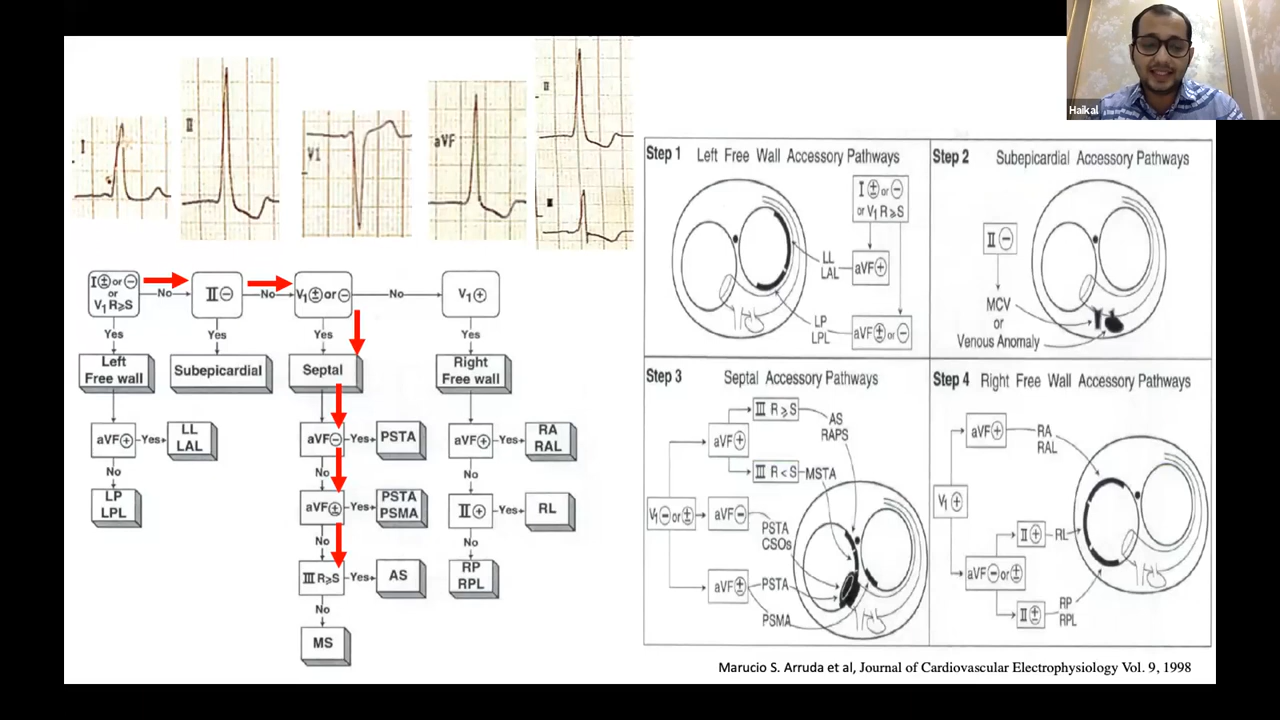 Haikal
I
II
V1
aVF
II
III
I ± or −
or
V₁ R≥S
No
II −
No
V₁ ± or −
No
V₁ +
Yes
Yes
Yes
Yes
Left
Free wall
Subepicardial
Septal
Right
Free wall
aVF +
Yes
LL
LAL
aVF −
Yes
PSTA
aVF +
Yes
RA
RAL
No
No
No
LP
LPL
aVF ±
Yes
PSTA
PSMA
II +
Yes
RL
No
No
III R≥S
Yes
AS
RP
RPL
No
MS
Step 1 Left Free Wall Accessory Pathways
I ± or −
or V₁ R≥S
LL
LAL
aVF +
LP
LPL
aVF ± or −
Step 2 Subepicardial Accessory Pathways
II −
MCV
or
Venous Anomaly
Step 3 Septal Accessory Pathways
III R≥S
AS
RAPS
aVF +
III R<S
MSTA
V₁ − or ±
aVF −
PSTA
CSOs
aVF ±
PSTA
PSMA
Step 4 Right Free Wall Accessory Pathways
aVF +
RA
RAL
V₁ +
II +
RL
aVF − or ±
II ±
RP
RPL
Marucio S. Arruda et al, Journal of Cardiovascular Electrophysiology Vol. 9, 1998